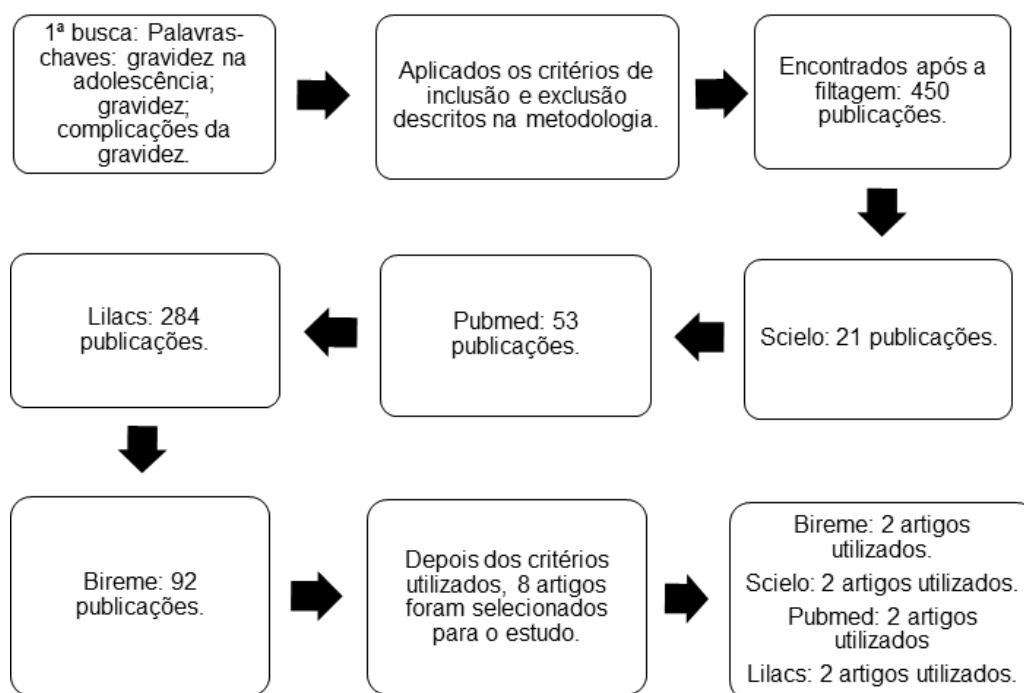 1ª busca: Palavras-
chaves: gravidez na
adolescência;
gravidez;
complicações da
gravidez.
Aplicados os critérios de
inclusão e exclusão
descritos na metodologia.
Encontrados após a
filtagem: 450
publicações.
Scielo: 21 publicações.
Pubmed: 53
publicações.
Lilacs: 284
publicações.
Bireme: 92
publicações.
Depois dos critérios
utilizados, 8 artigos
foram selecionados
para o estudo.
Bireme: 2 artigos
utilizados.
Scielo: 2 artigos utilizados.
Pubmed: 2 artigos
utilizados
Lilacs: 2 artigos utilizados.